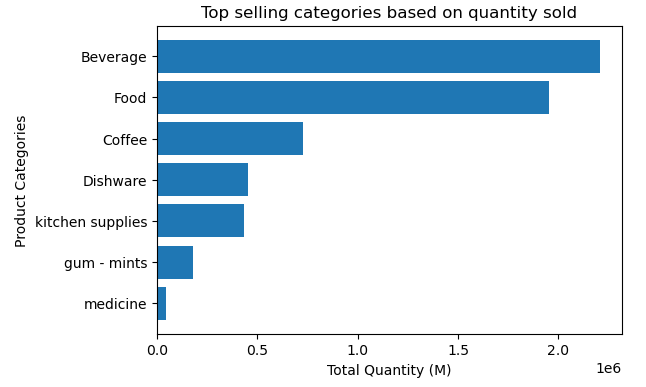 Top selling categories based on quantity sold
Product Categories
Beverage
Food
Coffee
Dishware
kitchen supplies
gum - mints
medicine
0.0 0.5 1.0 1.5 2.0
1e6
Total Quantity (M)